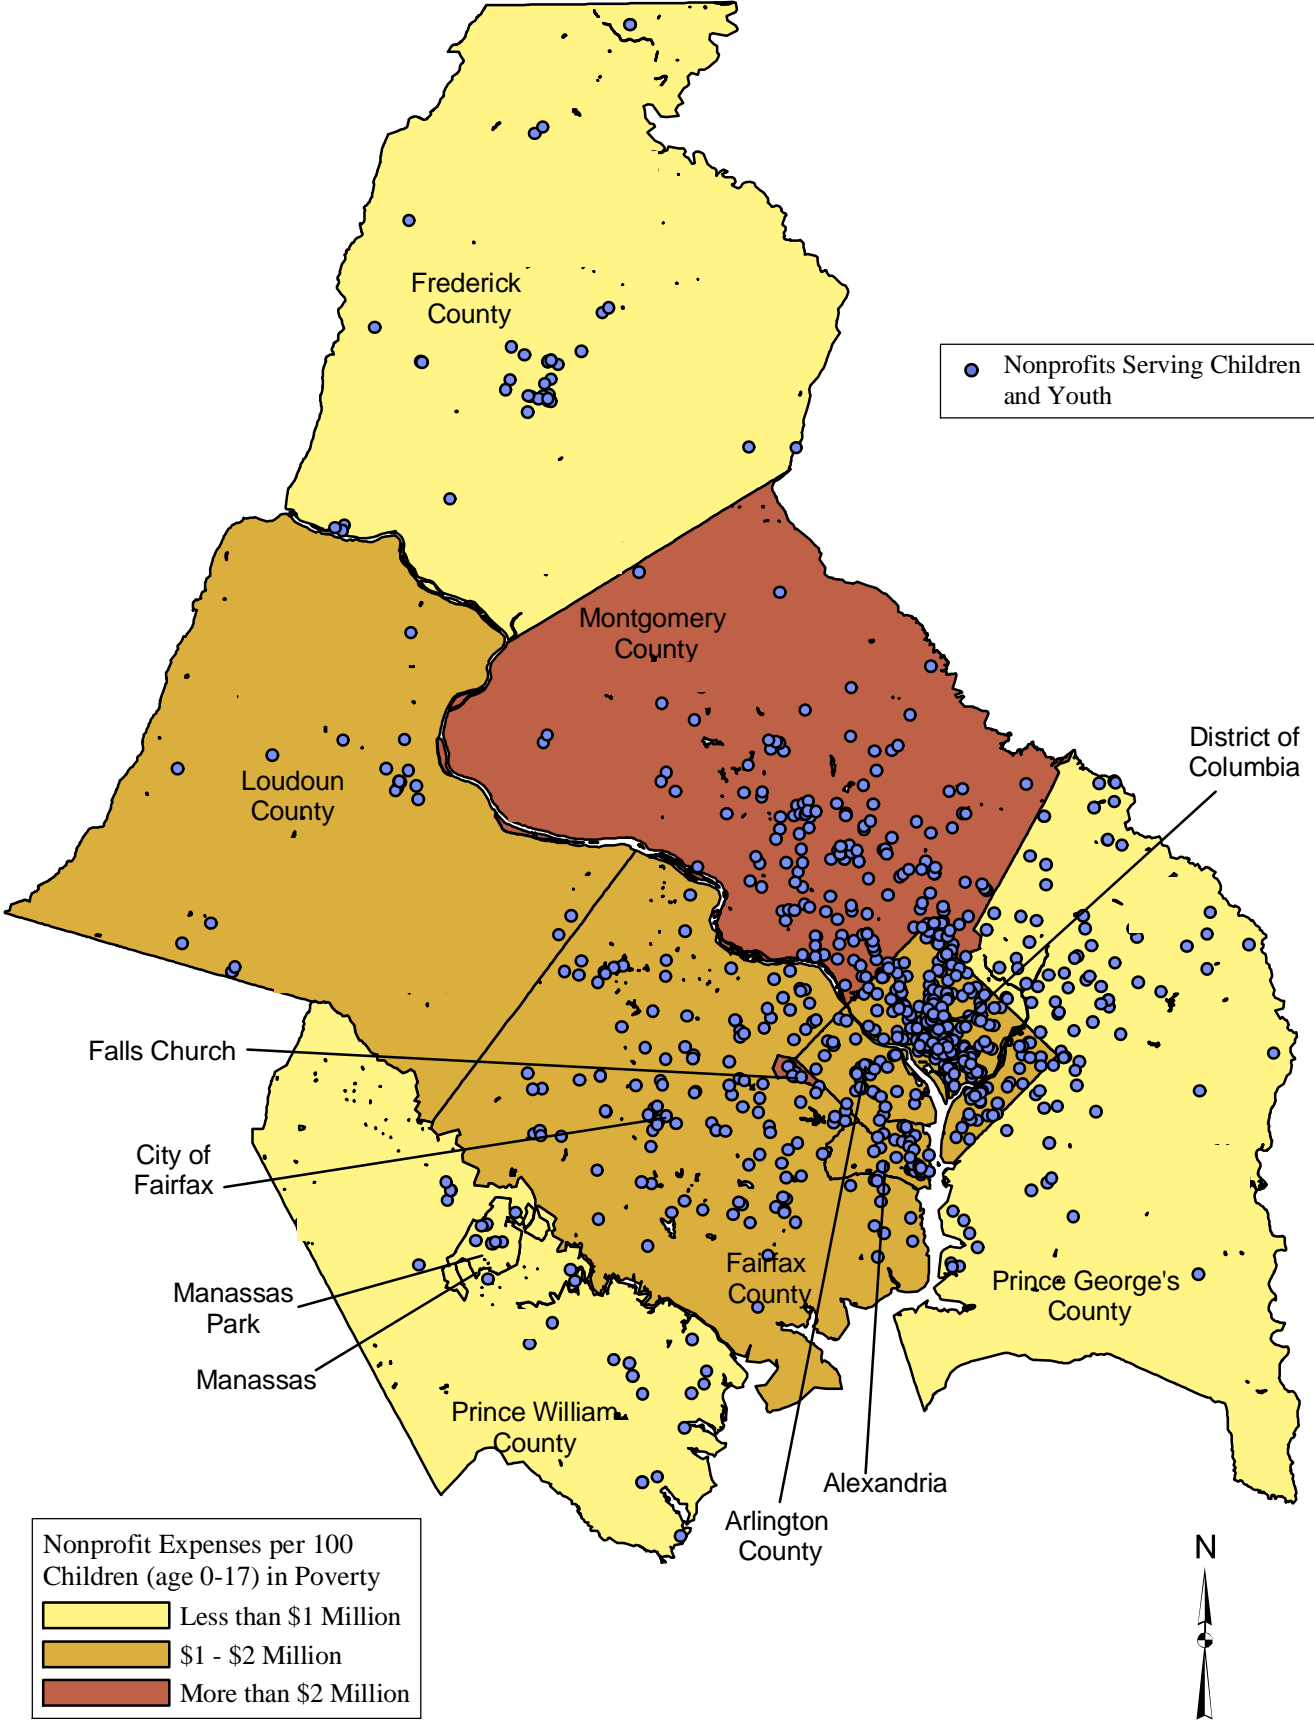 Frederick
County
Nonprofits Serving Children
and Youth
Montgomery
County
District of
Columbia
Loudoun
County
Falls Church
City of
Fairfax
Fairfax
County
Prince George's
County
Manassas
Park
Manassas
Prince William
County
Alexandria
Arlington
County
Nonprofit Expenses per 100
Children (age 0-17) in Poverty
Less than $1 Million
$1 - $2 Million
More than $2 Million
N